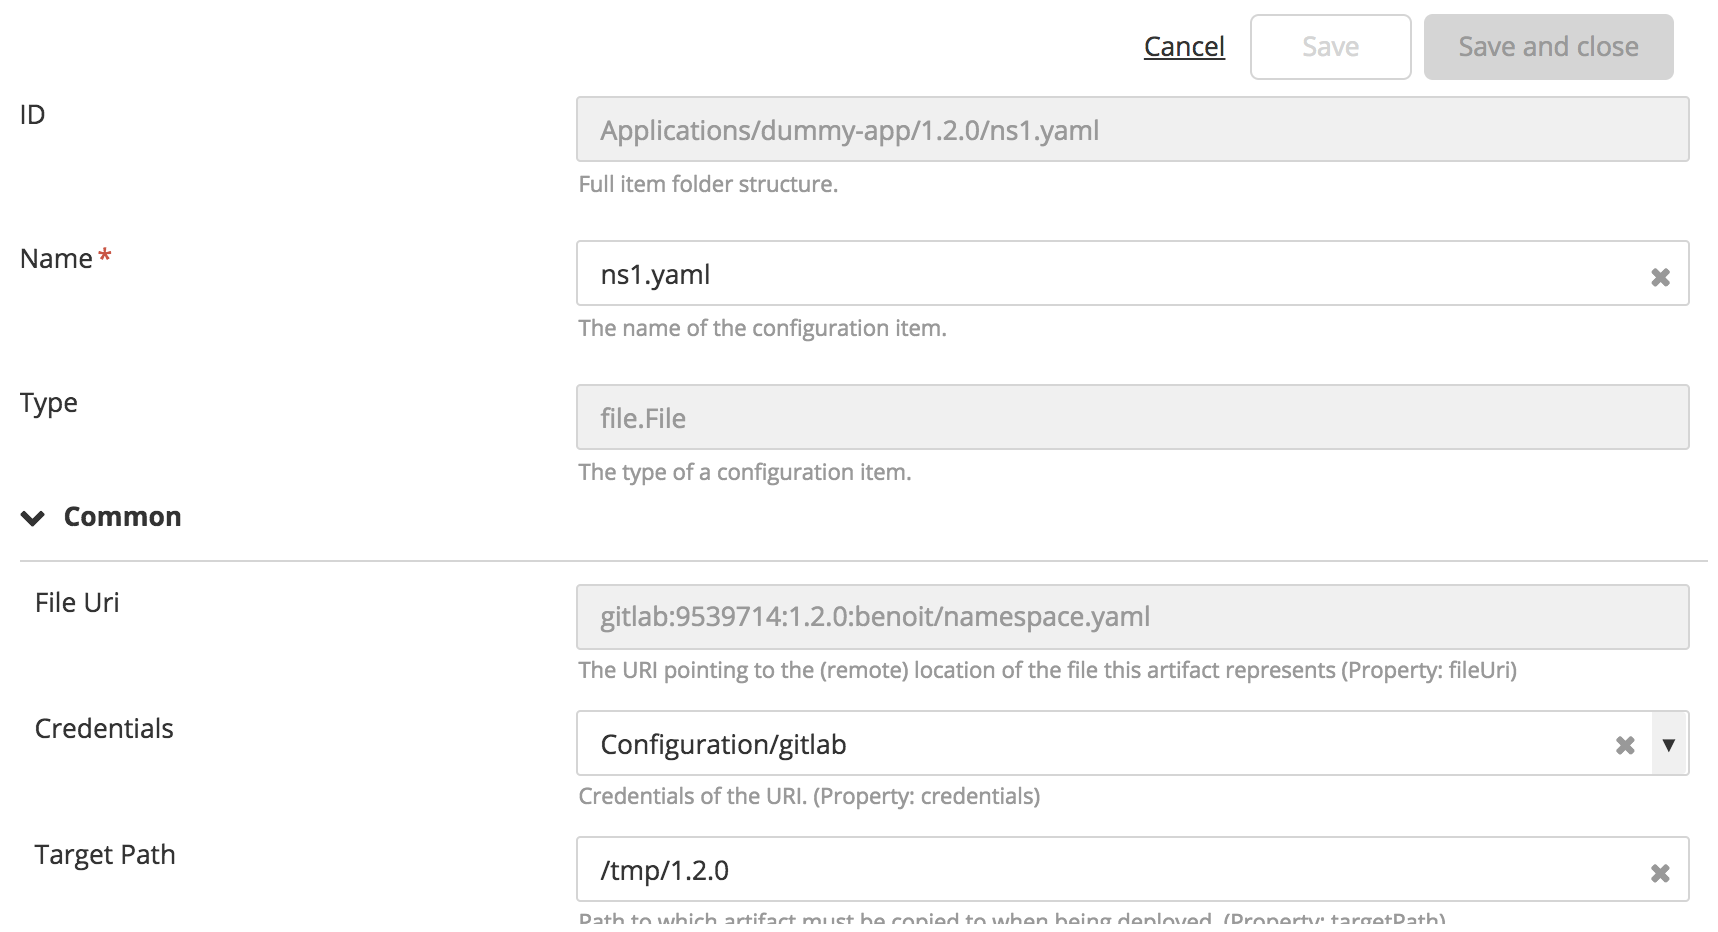 Cancel Save Save and close
ID
Applications/dummy-app/1.2.0/ns1.yaml
Full item folder structure.
Name*
ns1.yaml
The name of the configuration item.
Type
file.File
The type of a configuration item.
Common
File Uri
gitlab:9539714:1.2.0:benoit/namespace.yaml
The URI pointing to the (remote) location of the file this artifact represents (Property: fileUri)
Credentials
Configuration/gitlab
Credentials of the URI. (Property: credentials)
Target Path
/tmp/1.2.0
Path to which artifact must be copied to when being deployed. (Property: targetPath)